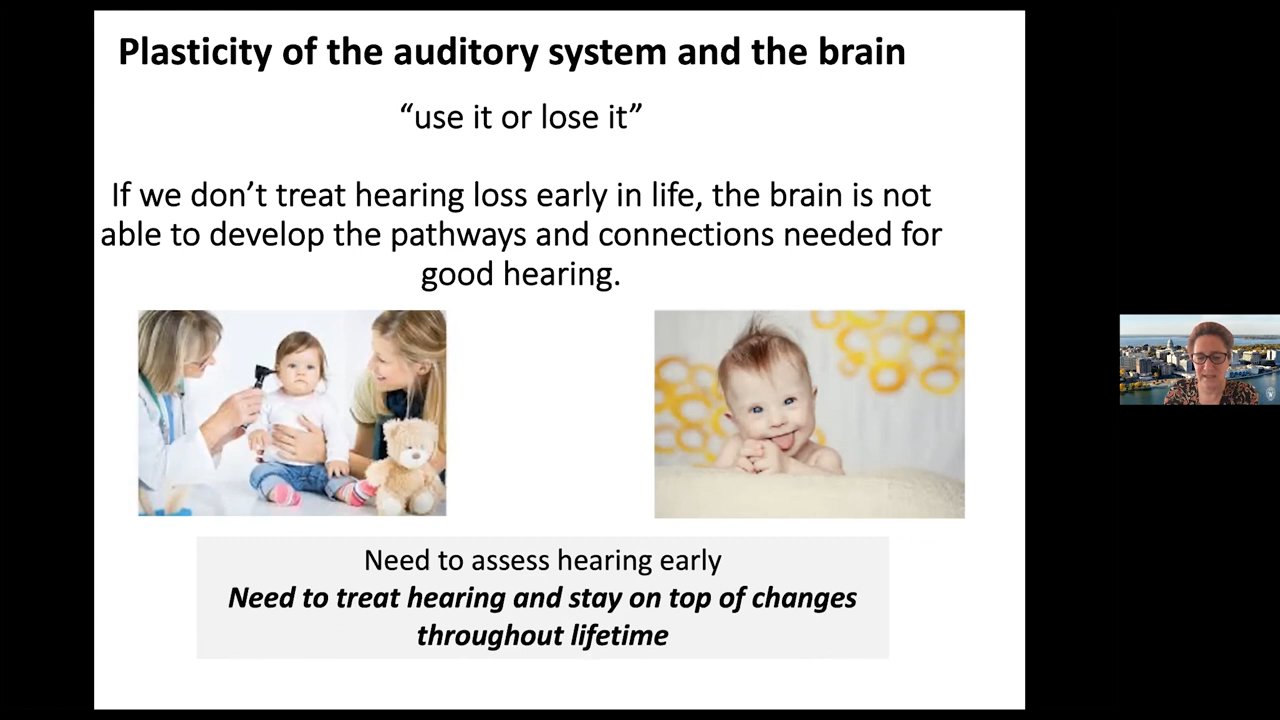 Plasticity of the auditory system and the brain
“use it or lose it”
If we don’t treat hearing loss early in life, the brain is not
able to develop the pathways and connections needed for
good hearing.
Need to assess hearing early
Need to treat hearing and stay on top of changes
throughout lifetime